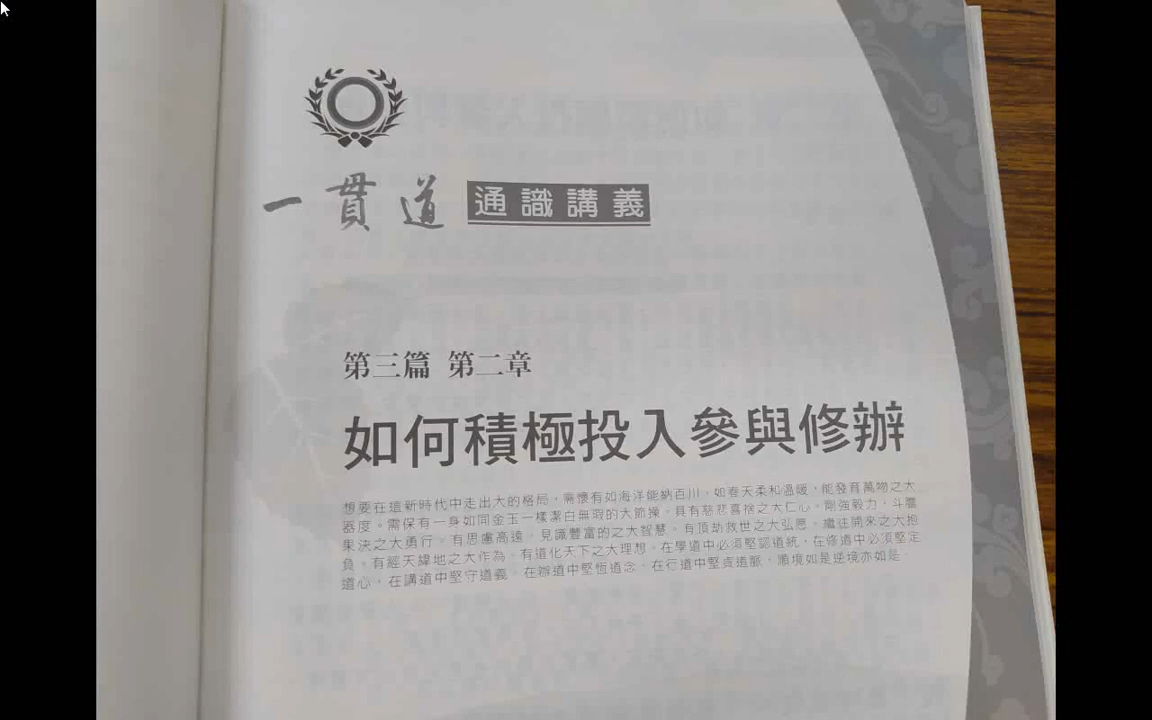 一貫道 通識講義
第三篇 第二章
如何積極投入參與修辦
想要在這新時代中走出大的格局，需懷有如海洋能納百川，如春天柔和溫暖，能發育萬物之大
器度。需保有一身如同金玉一樣潔白無瑕的大節操，具有慈悲喜捨之大仁心。剛強毅力，斗膽
果決之大勇行。有思慮高遠，見識豐富的之大智慧。有頂劫救世之大弘愿。繼往開來之大抱
負。有經天緯地之大作為。有道化天下之大理想。在學道中必須堅認道統，在修道中必須堅定
道心，在講道中堅守道義。在辦道中堅恆道念。在行道中堅貞道脈，順境如是逆境亦如是。